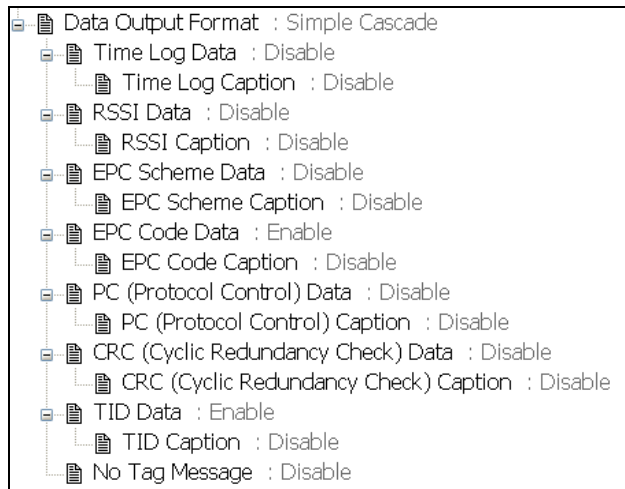 Data Output Format : Simple Cascade
Time Log Data : Disable
Time Log Caption : Disable
RSSI Data : Disable
RSSI Caption : Disable
EPC Scheme Data : Disable
EPC Scheme Caption : Disable
EPC Code Data : Enable
EPC Code Caption : Disable
PC (Protocol Control) Data : Disable
PC (Protocol Control) Caption : Disable
CRC (Cyclic Redundancy Check) Data : Disable
CRC (Cyclic Redundancy Check) Caption : Disable
TID Data : Enable
TID Caption : Disable
No Tag Message : Disable